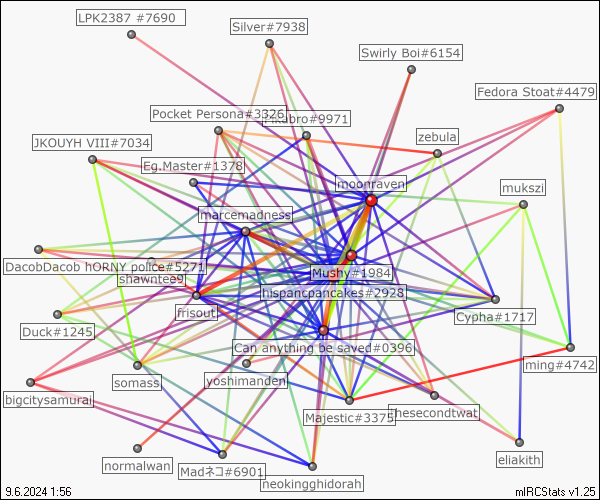 LPK2387 #7690
Silver#7938
Swirly Boi#6154
Fedora Stoat#4479
Pocket Persona#3326
#9971
zebula
JKOUYH VIII#7034
Eg.Master#1378
moonraven
mukszi
marcemadness
DacobDacob hORNY police#5271
shawntee9
Mushy#1984
hispancpancakes#2928
frisout
Cypha#1717
Duck#1245
Can anything be saved#0396
ming#4742
somass
yoshimanden
bigcitysamurai
Majestic#3375
thesecondtwat
normalwan
Madネコ#6901
neokingghidorah
eliakith
9.6.2024 1:56
mIRCStats v1.25